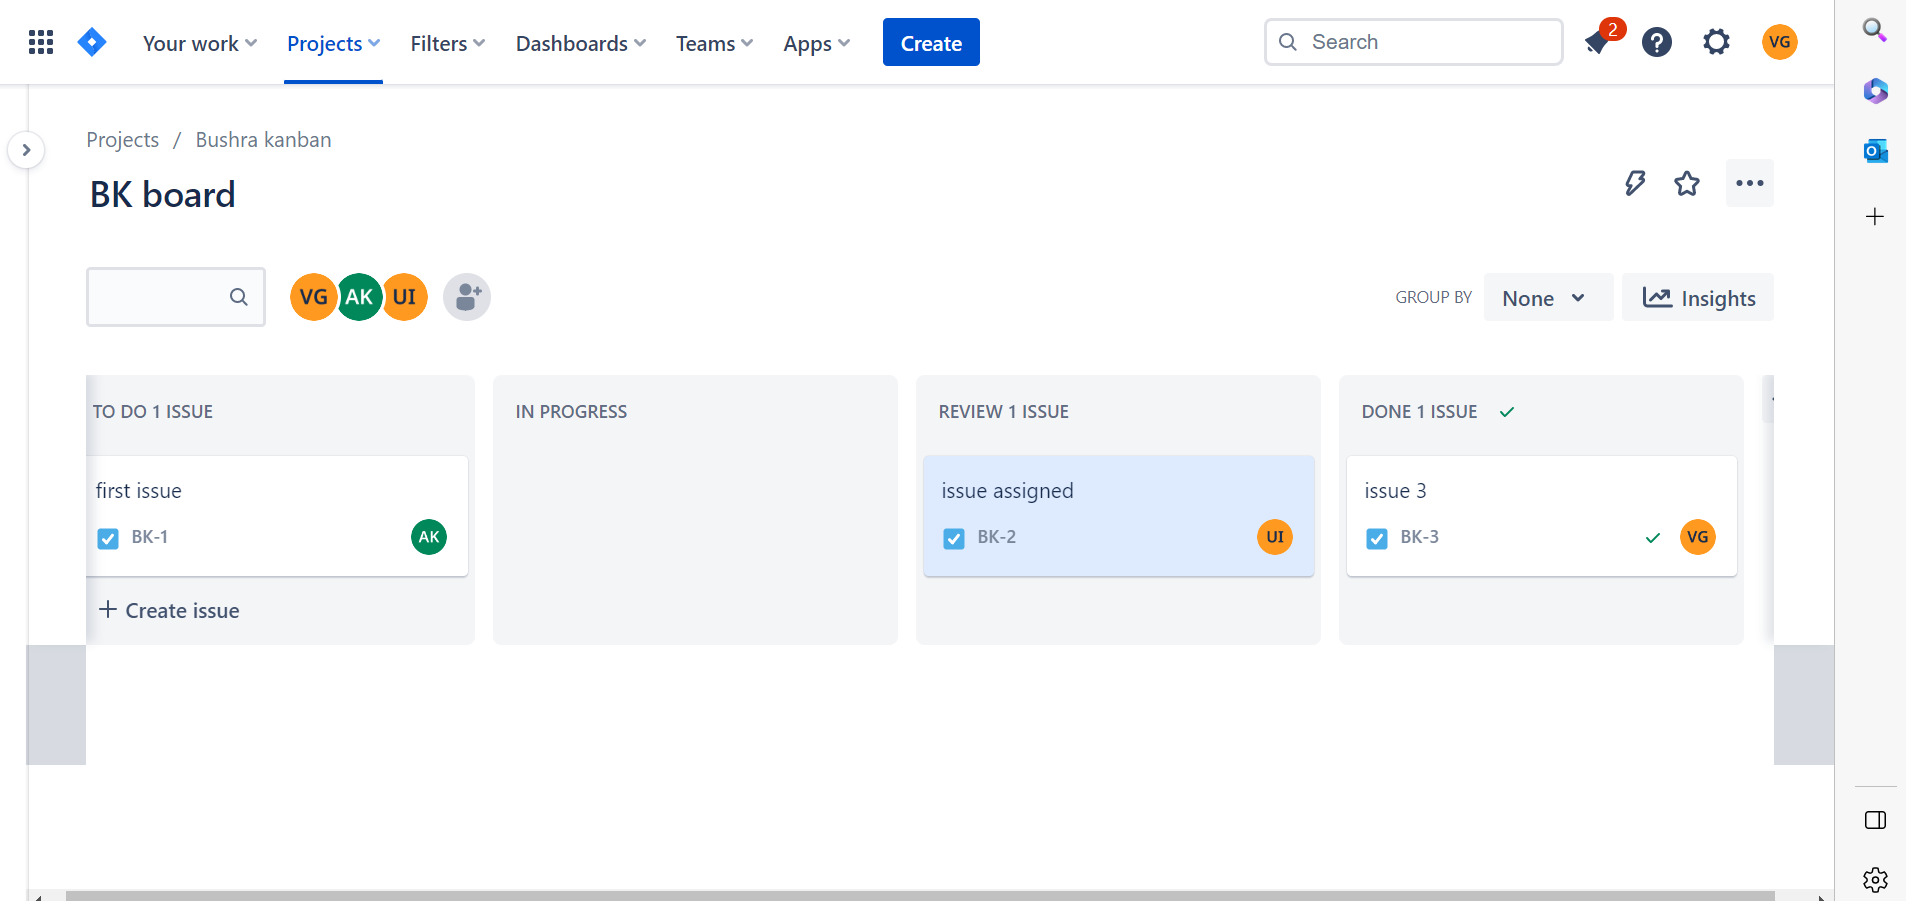 Your work Projects Filters Dashboards Teams Apps Create Search 2 VG
Projects / Bushra kanban
BK board
VG AK UI GROUP BY None Insights
TO DO 1 ISSUE IN PROGRESS REVIEW 1 ISSUE DONE 1 ISSUE
first issue issue assigned issue 3
BK-1 AK BK-2 UI BK-3 VG
+ Create issue